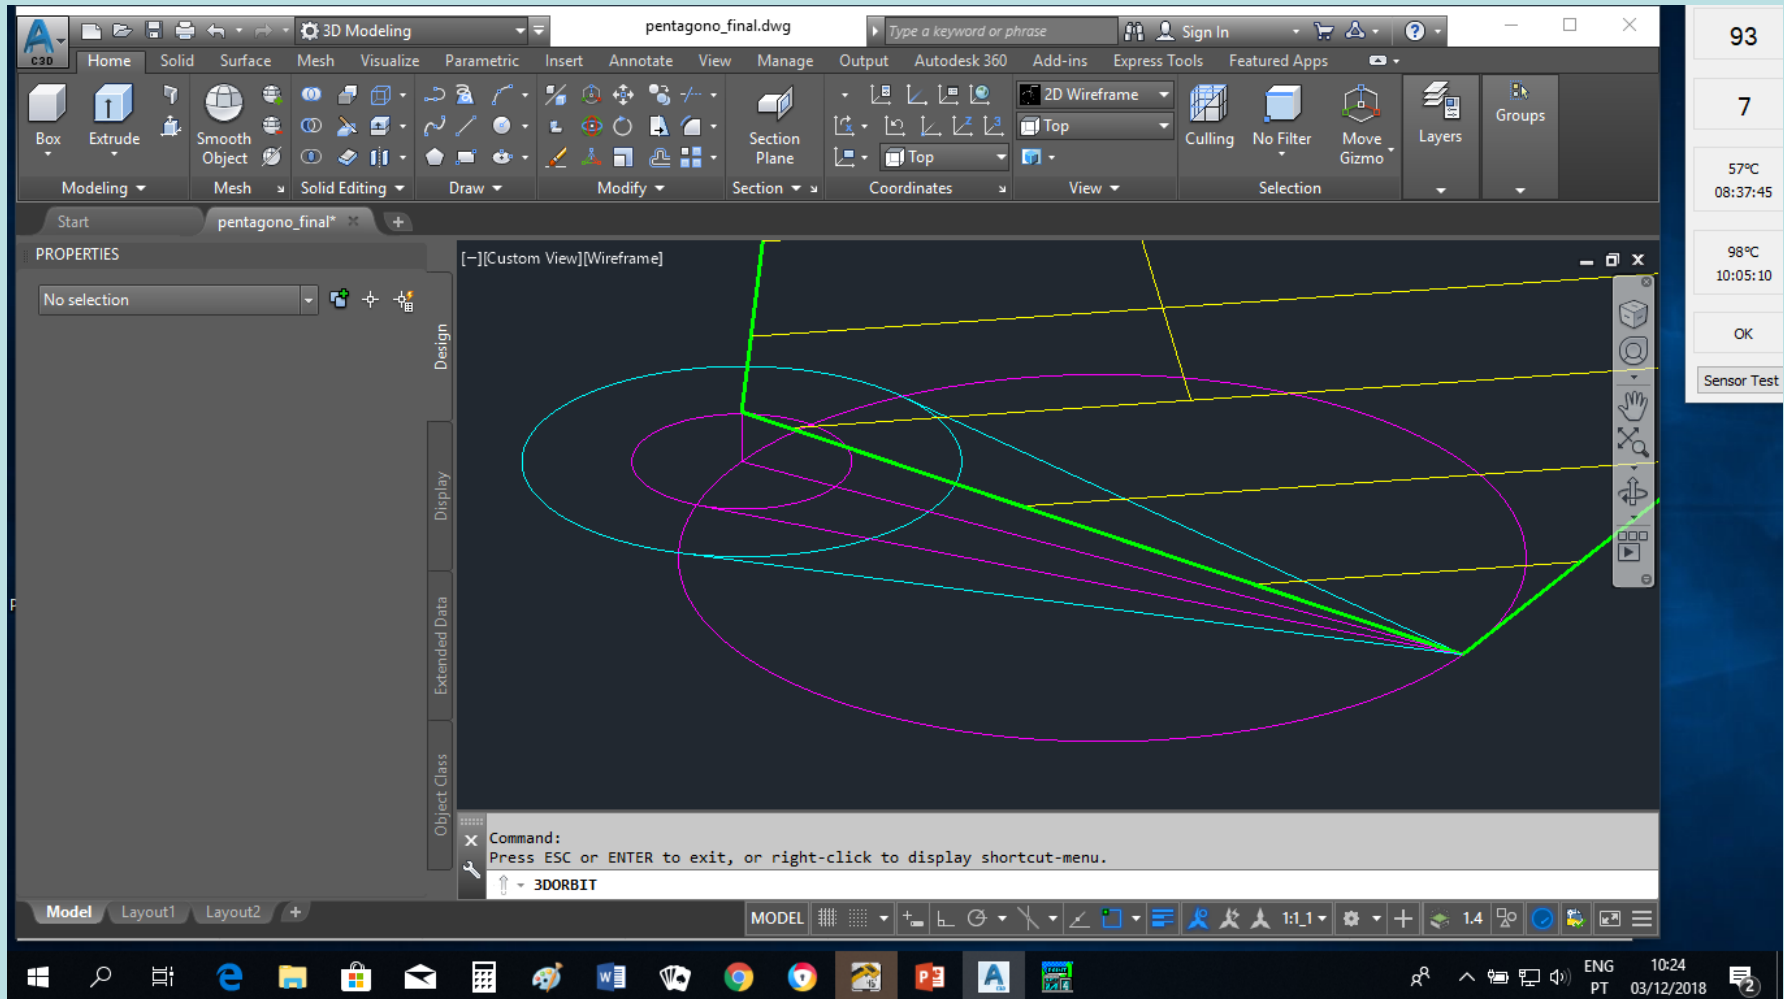 3D Modeling
pentagono_final.dwg
Type a keyword or phrase
Sign In
C3D
Home Solid Surface Mesh Visualize Parametric Insert Annotate View Manage Output Autodesk 360 Add-ins Express Tools Featured Apps
Box
Extrude
Smooth
Object
Section
Plane
2D Wireframe
Top
Top
Culling
No Filter
Move
Gizmo
Layers
Groups
Modeling Mesh Solid Editing Draw Modify Section Coordinates View Selection
Start
pentagono_final*
PROPERTIES
No selection
Design
Display
Extended Data
Object Class
[−][Custom View][Wireframe]
Command:
Press ESC or ENTER to exit, or right-click to display shortcut-menu.
3DORBIT
Model Layout1 Layout2
MODEL
1:1_1
1.4
93
7
57ºC
08:37:45
98ºC
10:05:10
OK
Sensor Test
ENG
PT
10:24
03/12/2018
2